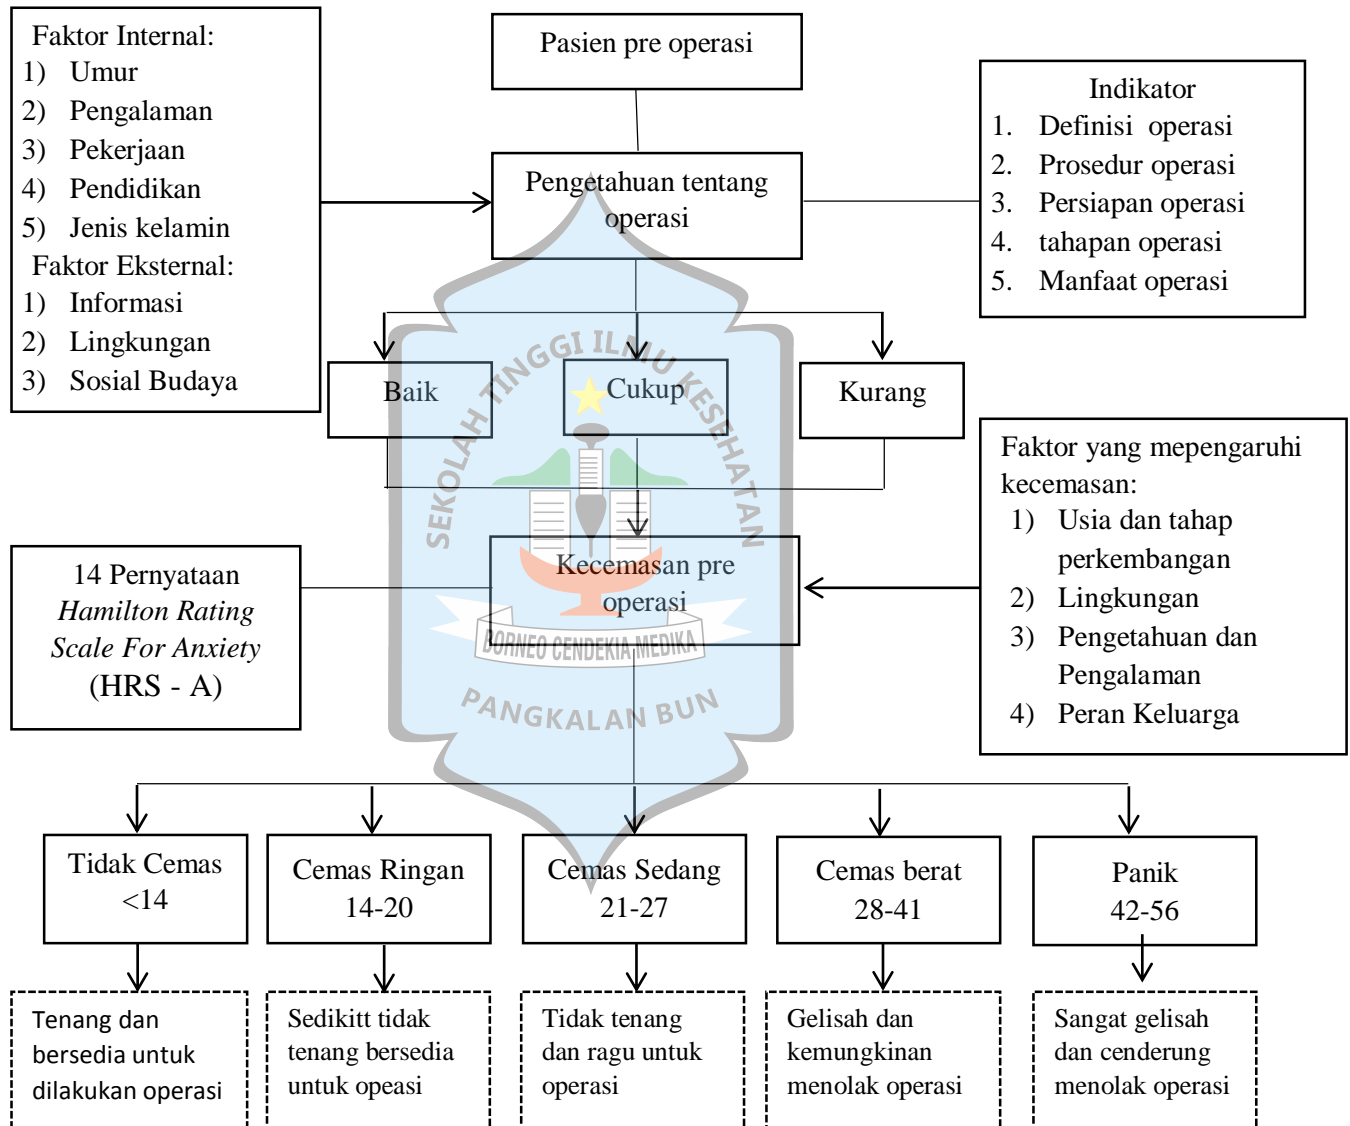 Faktor Internal:
1) Umur
2) Pengalaman
3) Pekerjaan
4) Pendidikan
5) Jenis kelamin
Faktor Eksternal:
1) Informasi
2) Lingkungan
3) Sosial Budaya
Pasien pre operasi
Pengetahuan tentang
operasi
Indikator
1. Definisi operasi
2. Prosedur operasi
3. Persiapan operasi
4. tahapan operasi
5. Manfaat operasi
Baik
Cukup
Kurang
SEKOLAH TINGGI ILMU KESEHATAN
BORNEO CENDEKIA MEDIKA
PANGKALAN BUN
14 Pernyataan
Hamilton Rating
Scale For Anxiety
(HRS - A)
Kecemasan pre
operasi
Faktor yang mepengaruhi
kecemasan:
1) Usia dan tahap
perkembangan
2) Lingkungan
3) Pengetahuan dan
Pengalaman
4) Peran Keluarga
Tidak Cemas
<14
Cemas Ringan
14-20
Cemas Sedang
21-27
Cemas berat
28-41
Panik
42-56
Tenang dan
bersedia untuk
dilakukan operasi
Sedikitt tidak
tenang bersedia
untuk opeasi
Tidak tenang
dan ragu untuk
operasi
Gelisah dan
kemungkinan
menolak operasi
Sangat gelisah
dan cenderung
menolak operasi